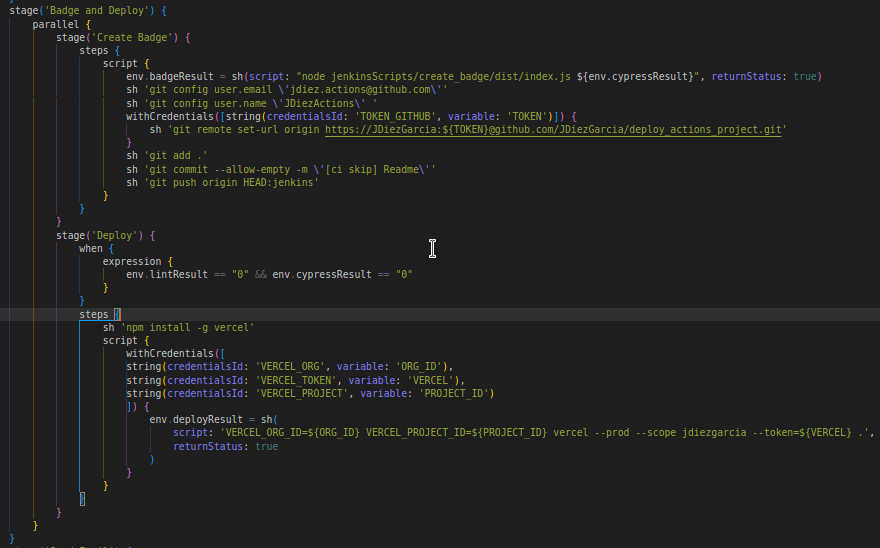 stage('Badge and Deploy') {
    parallel {
        stage('Create Badge') {
            steps {
                script {
                    env.badgeResult = sh(script: "node jenkinsScripts/create_badge/dist/index.js ${env.cypressResult}", returnStatus: true)
                    sh 'git config user.email \'jdiez.actions@github.com\''
                    sh 'git config user.name \'JDiezActions\' '
                    withCredentials([string(credentialsId: 'TOKEN_GITHUB', variable: 'TOKEN')]) {
                        sh 'git remote set-url origin https://JDiezGarcia:${TOKEN}@github.com/JDiezGarcia/deploy_actions_project.git'
                    }
                    sh 'git add .'
                    sh 'git commit --allow-empty -m \'[ci skip] Readme\''
                    sh 'git push origin HEAD:jenkins'
                }
            }
        }
        stage('Deploy') {
            when {
                expression {
                    env.lintResult == "0" && env.cypressResult == "0"
                }
            }
            steps {
                sh 'npm install -g vercel'
                script {
                    withCredentials([
                    string(credentialsId: 'VERCEL_ORG', variable: 'ORG_ID'),
                    string(credentialsId: 'VERCEL_TOKEN', variable: 'VERCEL'),
                    string(credentialsId: 'VERCEL_PROJECT', variable: 'PROJECT_ID')
                    ]) {
                        env.deployResult = sh(
                            script: 'VERCEL_ORG_ID=${ORG_ID} VERCEL_PROJECT_ID=${PROJECT_ID} vercel --prod --scope jdiezgarcia --token=${VERCEL} .',
                            returnStatus: true
                        )
                    }
                }
            }
        }
    }
}